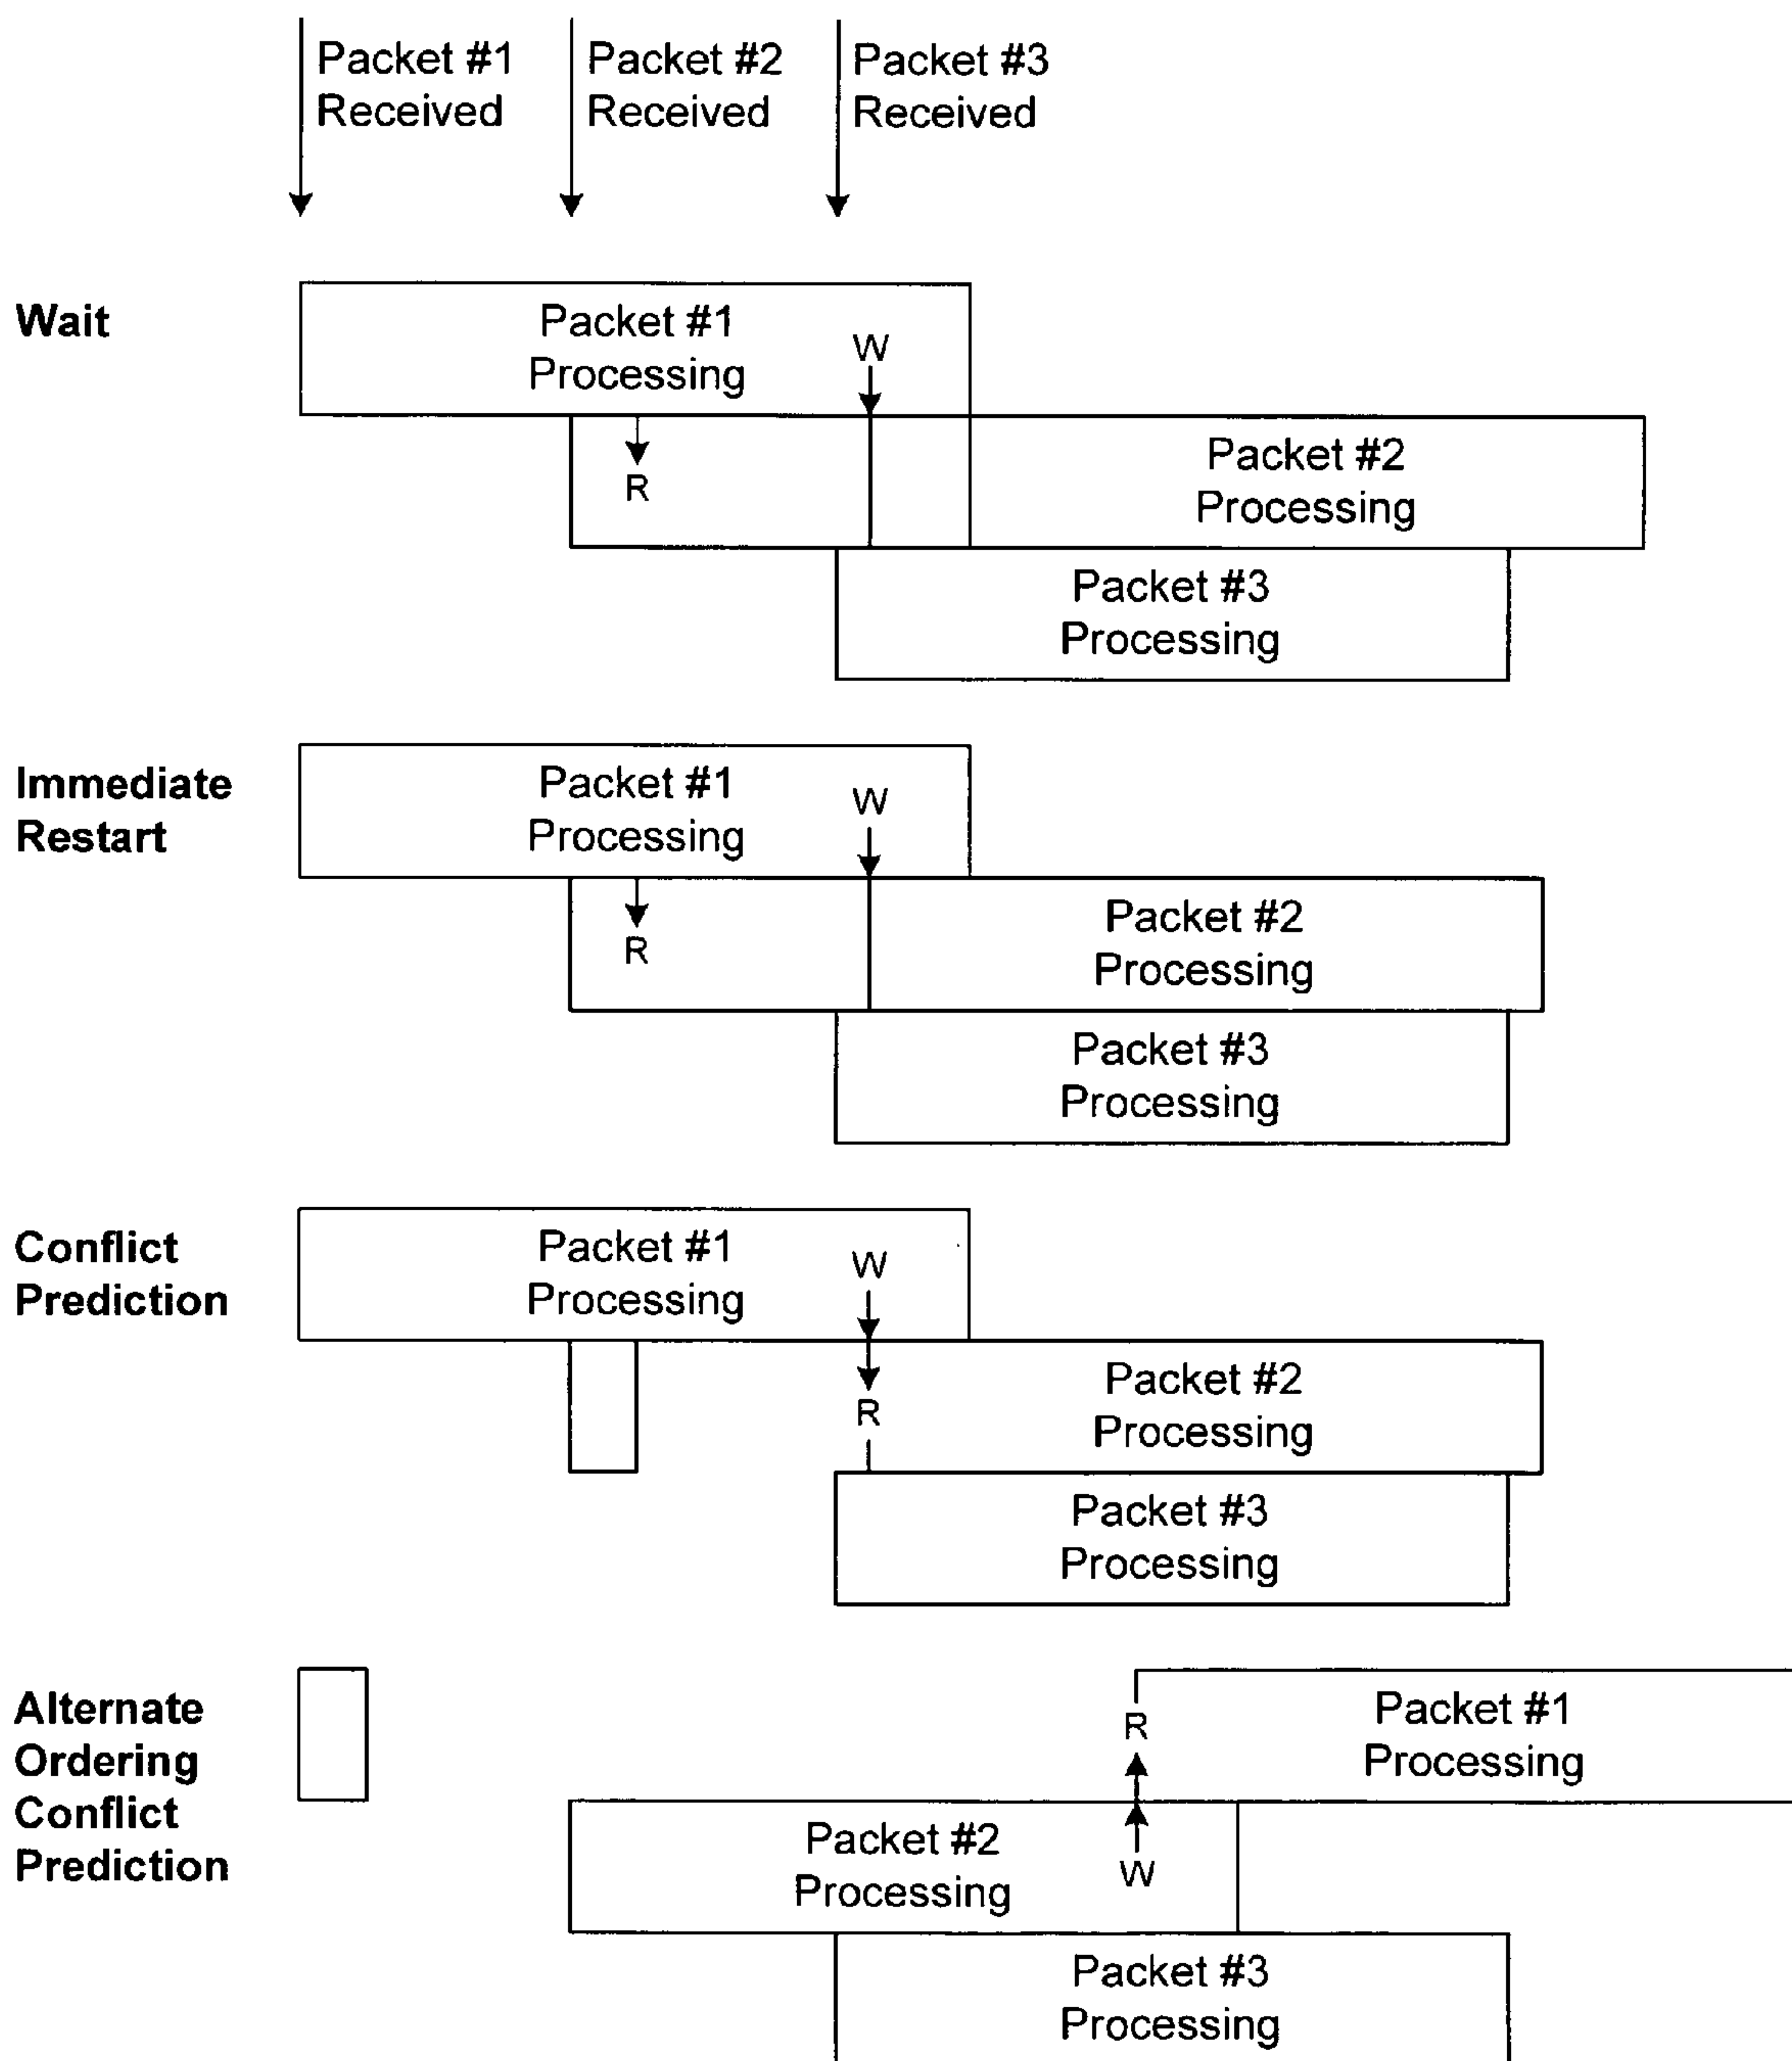 Packet #1
Received
Packet #2
Received
Packet #3
Received
Wait
Packet #1
Processing
W
R
Packet #2
Processing
Packet #3
Processing
Immediate
Restart
Packet #1
Processing
W
R
Packet #2
Processing
Packet #3
Processing
Conflict
Prediction
Packet #1
Processing
W
R
Packet #2
Processing
Packet #3
Processing
Alternate
Ordering
Conflict
Prediction
R
Packet #1
Processing
Packet #2
Processing
W
Packet #3
Processing